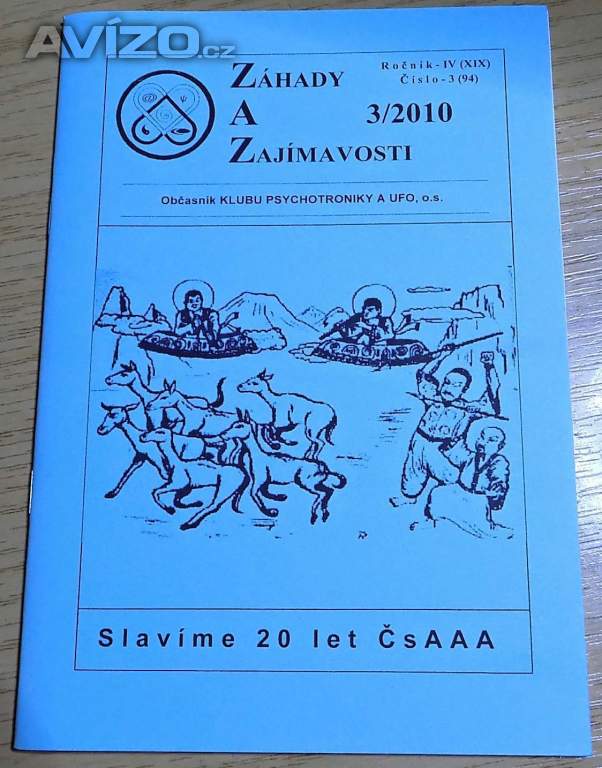 AVÍZO.cz
Ročník - IV (XIX)
Číslo - 3 (94)
ZÁHADY
A 3/2010
ZAJÍMAVOSTI
Občasník KLUBU PSYCHOTRONIKY A UFO, o.s.
Slavíme 20 let ČsAAA